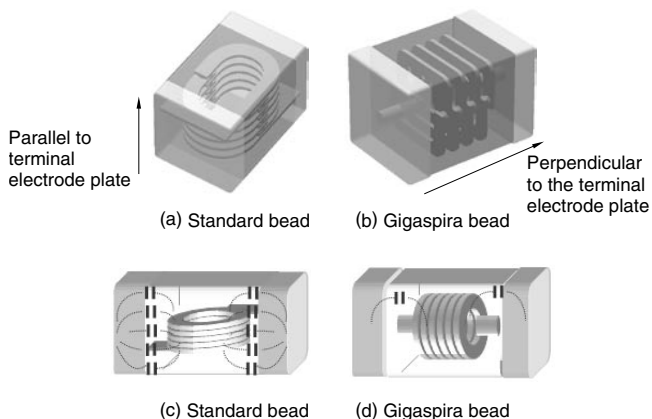 Parallel to
terminal
electrode plate
Perpendicular
to the terminal
electrode plate
(a) Standard bead
(b) Gigaspira bead
(c) Standard bead
(d) Gigaspira bead